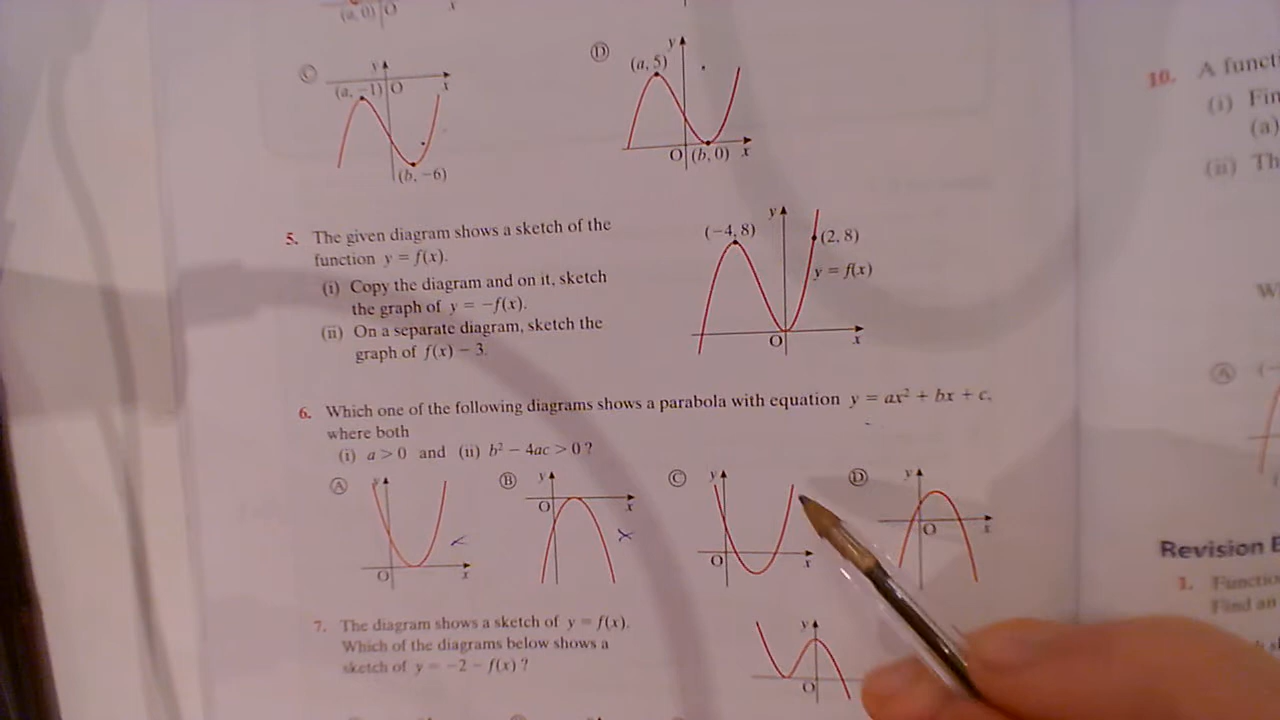 (a, 0) O x
C y (a, −1) O x (b, −6)
D y (a, 5) O (b, 0) x
5. The given diagram shows a sketch of the
function y = f(x).
(i) Copy the diagram and on it, sketch
the graph of y = −f(x).
(ii) On a separate diagram, sketch the
graph of f(x) − 3.
y (−4, 8) (2, 8)
y = f(x)
O x
6. Which one of the following diagrams shows a parabola with equation y = ax² + bx + c,
where both
(i) a > 0 and (ii) b² − 4ac > 0?
A y O x
B y O x
C y O x
D y O x
7. The diagram shows a sketch of y = f(x).
Which of the diagrams below shows a
sketch of y = −2 − f(x)?
y O
10. A funct
(i) Fin
(a)
(ii) Th
W
A (−
Revision E
1. Functio
Find an